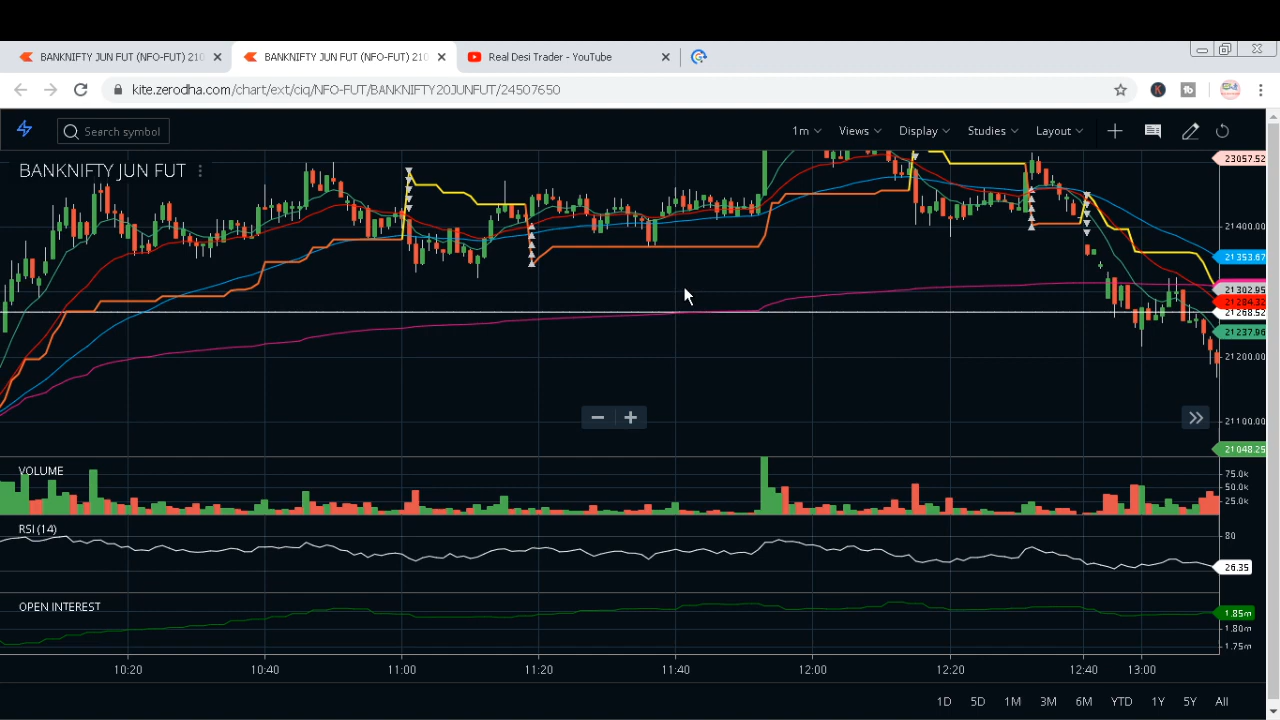 BANKNIFTY JUN FUT (NFO-FUT) 210
BANKNIFTY JUN FUT (NFO-FUT) 210
Real Desi Trader - YouTube
kite.zerodha.com/chart/ext/ciq/NFO-FUT/BANKNIFTY20JUNFUT/24957650
K
tb
Search symbol
1m
Views
Display
Studies
Layout
BANKNIFTY JUN FUT
23057.52
21400.00
21353.67
21302.95
21284.32
21268.52
21237.96
21200.00
21100.00
21048.25
VOLUME
75.0k
50.0k
25.0k
RSI (14)
80
26.35
OPEN INTEREST
1.85m
1.80m
1.75m
10:20
10:40
11:00
11:20
11:40
12:00
12:20
12:40
13:00
1D
5D
1M
3M
6M
YTD
1Y
5Y
All